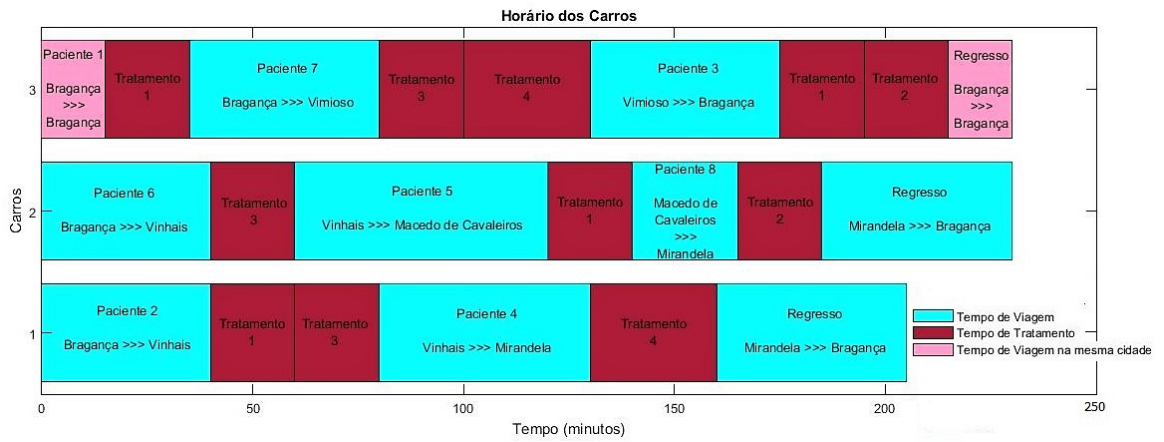 Horário dos Carros
Carros
3
Paciente 1
Bragança
>>>
Bragança
Tratamento
1
Paciente 7
Bragança >>> Vimioso
Tratamento
3
Tratamento
4
Paciente 3
Vimioso >>> Bragança
Tratamento
1
Tratamento
2
Regresso
Bragança
>>>
Bragança
2
Paciente 6
Bragança >>> Vinhais
Tratamento
3
Paciente 5
Vinhais >>> Macedo de Cavaleiros
Tratamento
1
Paciente 8
Macedo de
Cavaleiros
>>>
Mirandela
Tratamento
2
Regresso
Mirandela >>> Bragança
1
Paciente 2
Bragança >>> Vinhais
Tratamento
1
Tratamento
3
Paciente 4
Vinhais >>> Mirandela
Tratamento
4
Regresso
Mirandela >>> Bragança
Tempo de Viagem
Tempo de Tratamento
Tempo de Viagem na mesma cidade
0 50 100 150 200 250
Tempo (minutos)